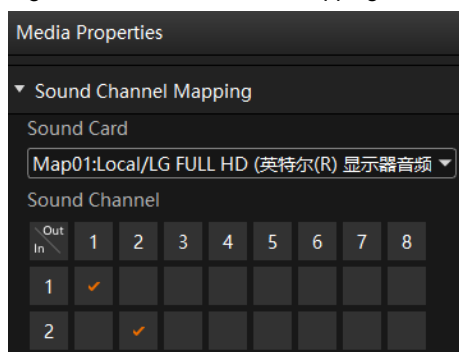 Media Properties
Sound Channel Mapping
Sound Card
Map01:Local/LG FULL HD (英特尔(R) 显示器音频
Sound Channel
Out
In
1 2 3 4 5 6 7 8
1
2